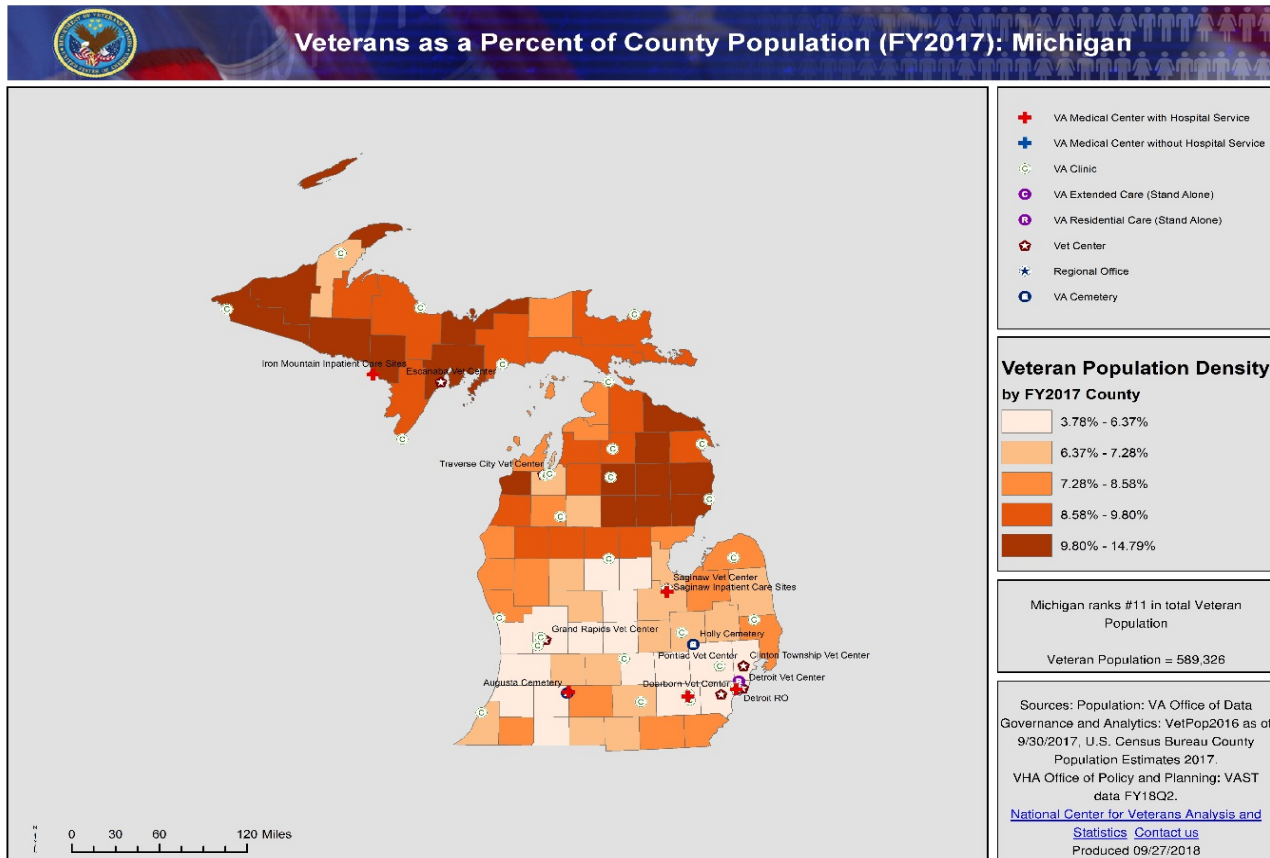 Veterans as a Percent of County Population (FY2017): Michigan
VA Medical Center with Hospital Service
VA Medical Center without Hospital Service
C
VA Clinic
C
VA Extended Care (Stand Alone)
R
VA Residential Care (Stand Alone)
Vet Center
Regional Office
VA Cemetery
Veteran Population Density
by FY2017 County
3.78% - 6.37%
6.37% - 7.28%
7.28% - 8.58%
8.58% - 9.80%
9.80% - 14.79%
Michigan ranks #11 in total Veteran
Population
Veteran Population = 589,326
Sources: Population: VA Office of Data
Governance and Analytics: VetPop2016 as of
9/30/2017, U.S. Census Bureau County
Population Estimates 2017.
VHA Office of Policy and Planning: VAST
data FY18Q2.
National Center for Veterans Analysis and
Statistics Contact us
Produced 09/27/2018
Iron Mountain Inpatient Care Sites
Escanaba Vet Center
Traverse City Vet Center
Saginaw Vet Center
Saginaw Inpatient Care Sites
Grand Rapids Vet Center
Holly Cemetery
Pontiac Vet Center
Clinton Township Vet Center
Augusta Cemetery
Dearborn Vet Center
Detroit Vet Center
Detroit RO
0 30 60 120 Miles